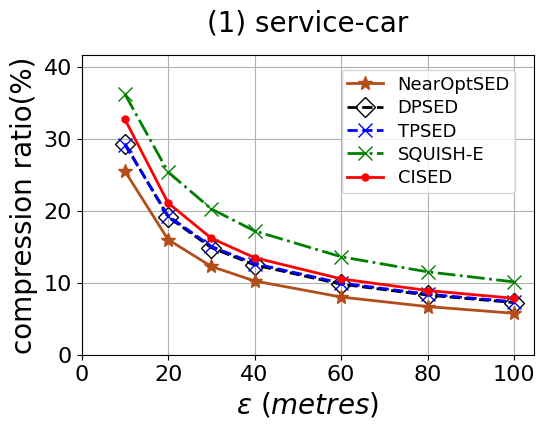 (1) service-car
compression ratio(%)
40
30
20
10
0
NearOptSED
DPSED
TPSED
SQUISH-E
CISED
0 20 40 60 80 100
ε (metres)